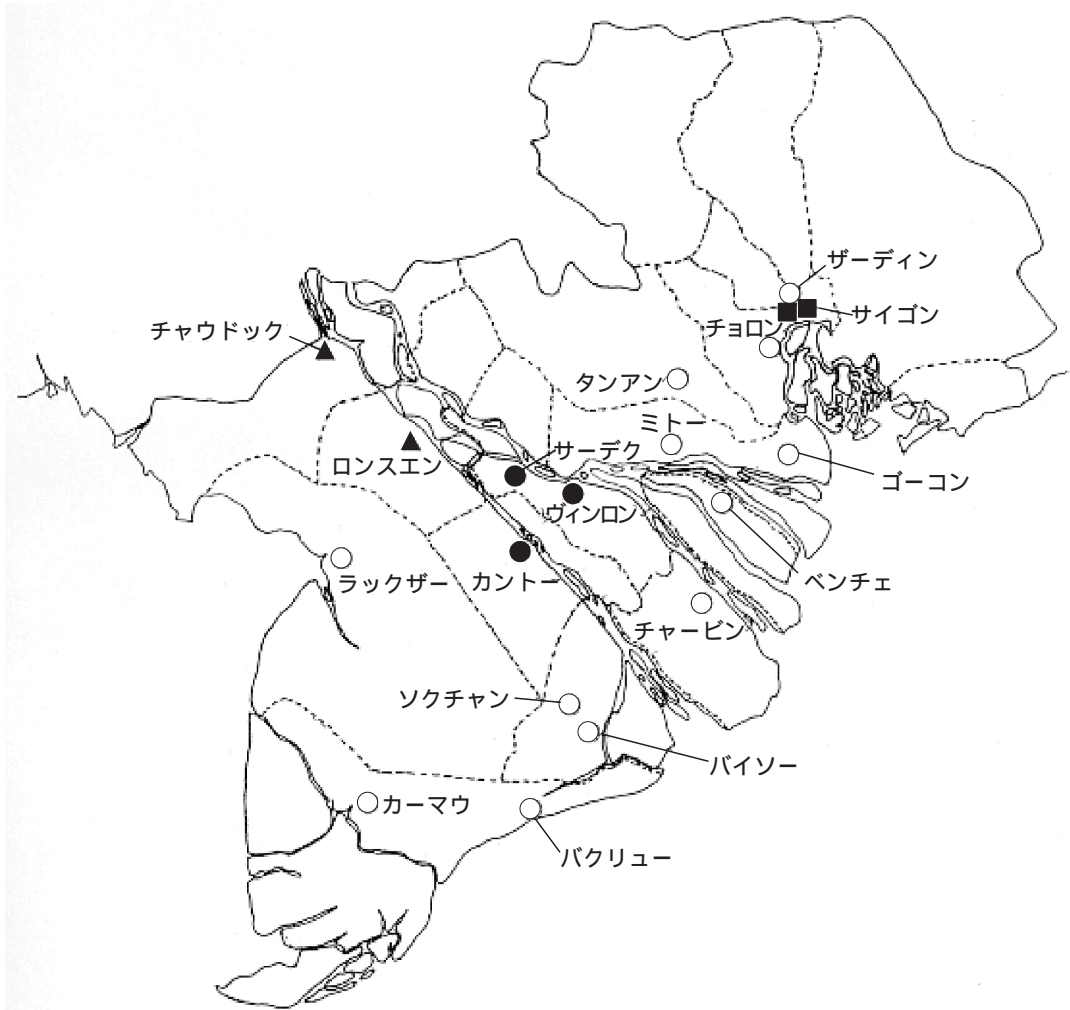 ザーディン
サイゴン
チョロン
チャウドック
タンアン
ミトー
サーデク
ロンスエン
ゴーコン
ヴィンロン
ベンチェ
ラックザー
カントー
チャービン
ソクチャン
バイソー
カーマウ
バクリュー